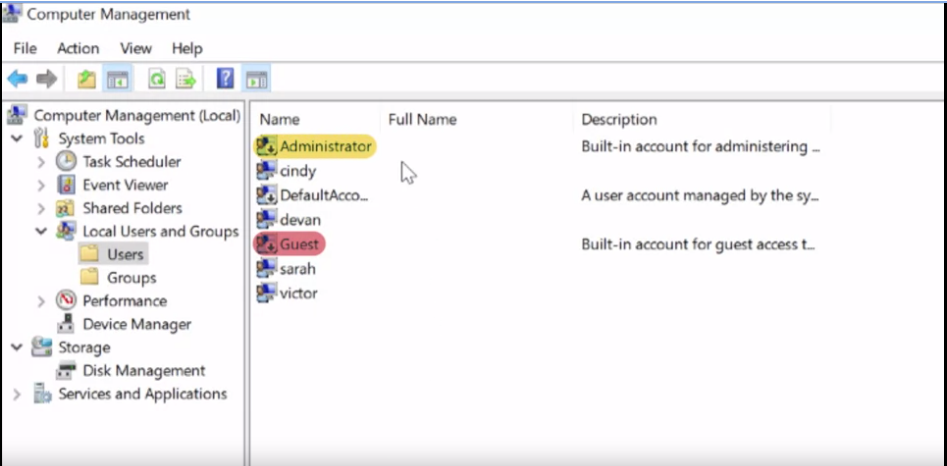 Computer Management
File Action View Help
Computer Management (Local)
System Tools
Task Scheduler
Event Viewer
Shared Folders
Local Users and Groups
Users
Groups
Performance
Device Manager
Storage
Disk Management
Services and Applications
Name Full Name Description
Administrator Built-in account for administering ...
cindy
DefaultAcco... A user account managed by the sy...
devan
Guest Built-in account for guest access t...
sarah
victor